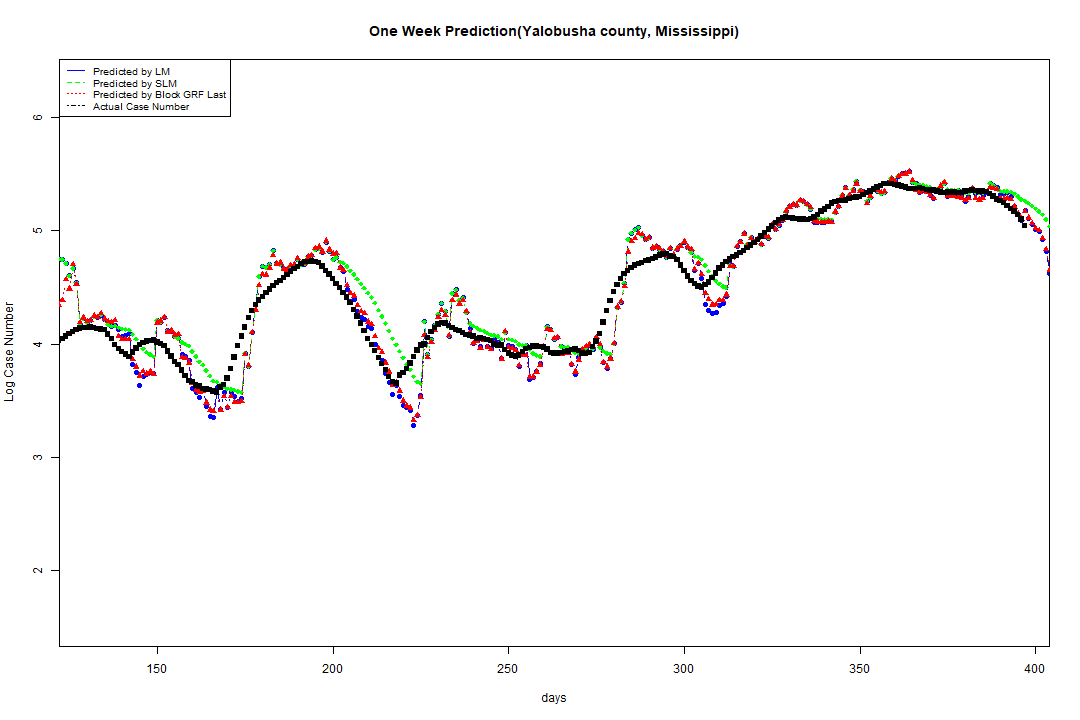 One Week Prediction(Yalobusha county, Mississippi)
Predicted by LM
Predicted by SLM
Predicted by Block GRF Last
Actual Case Number
6
5
4
3
2
Log Case Number
150 200 250 300 350 400
days